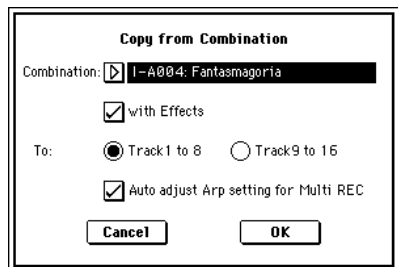 Copy from Combination
Combination: I-A004: Fantasmagoria
with Effects
To: Track1 to 8 Track9 to 16
Auto adjust Arp setting for Multi REC
Cancel OK